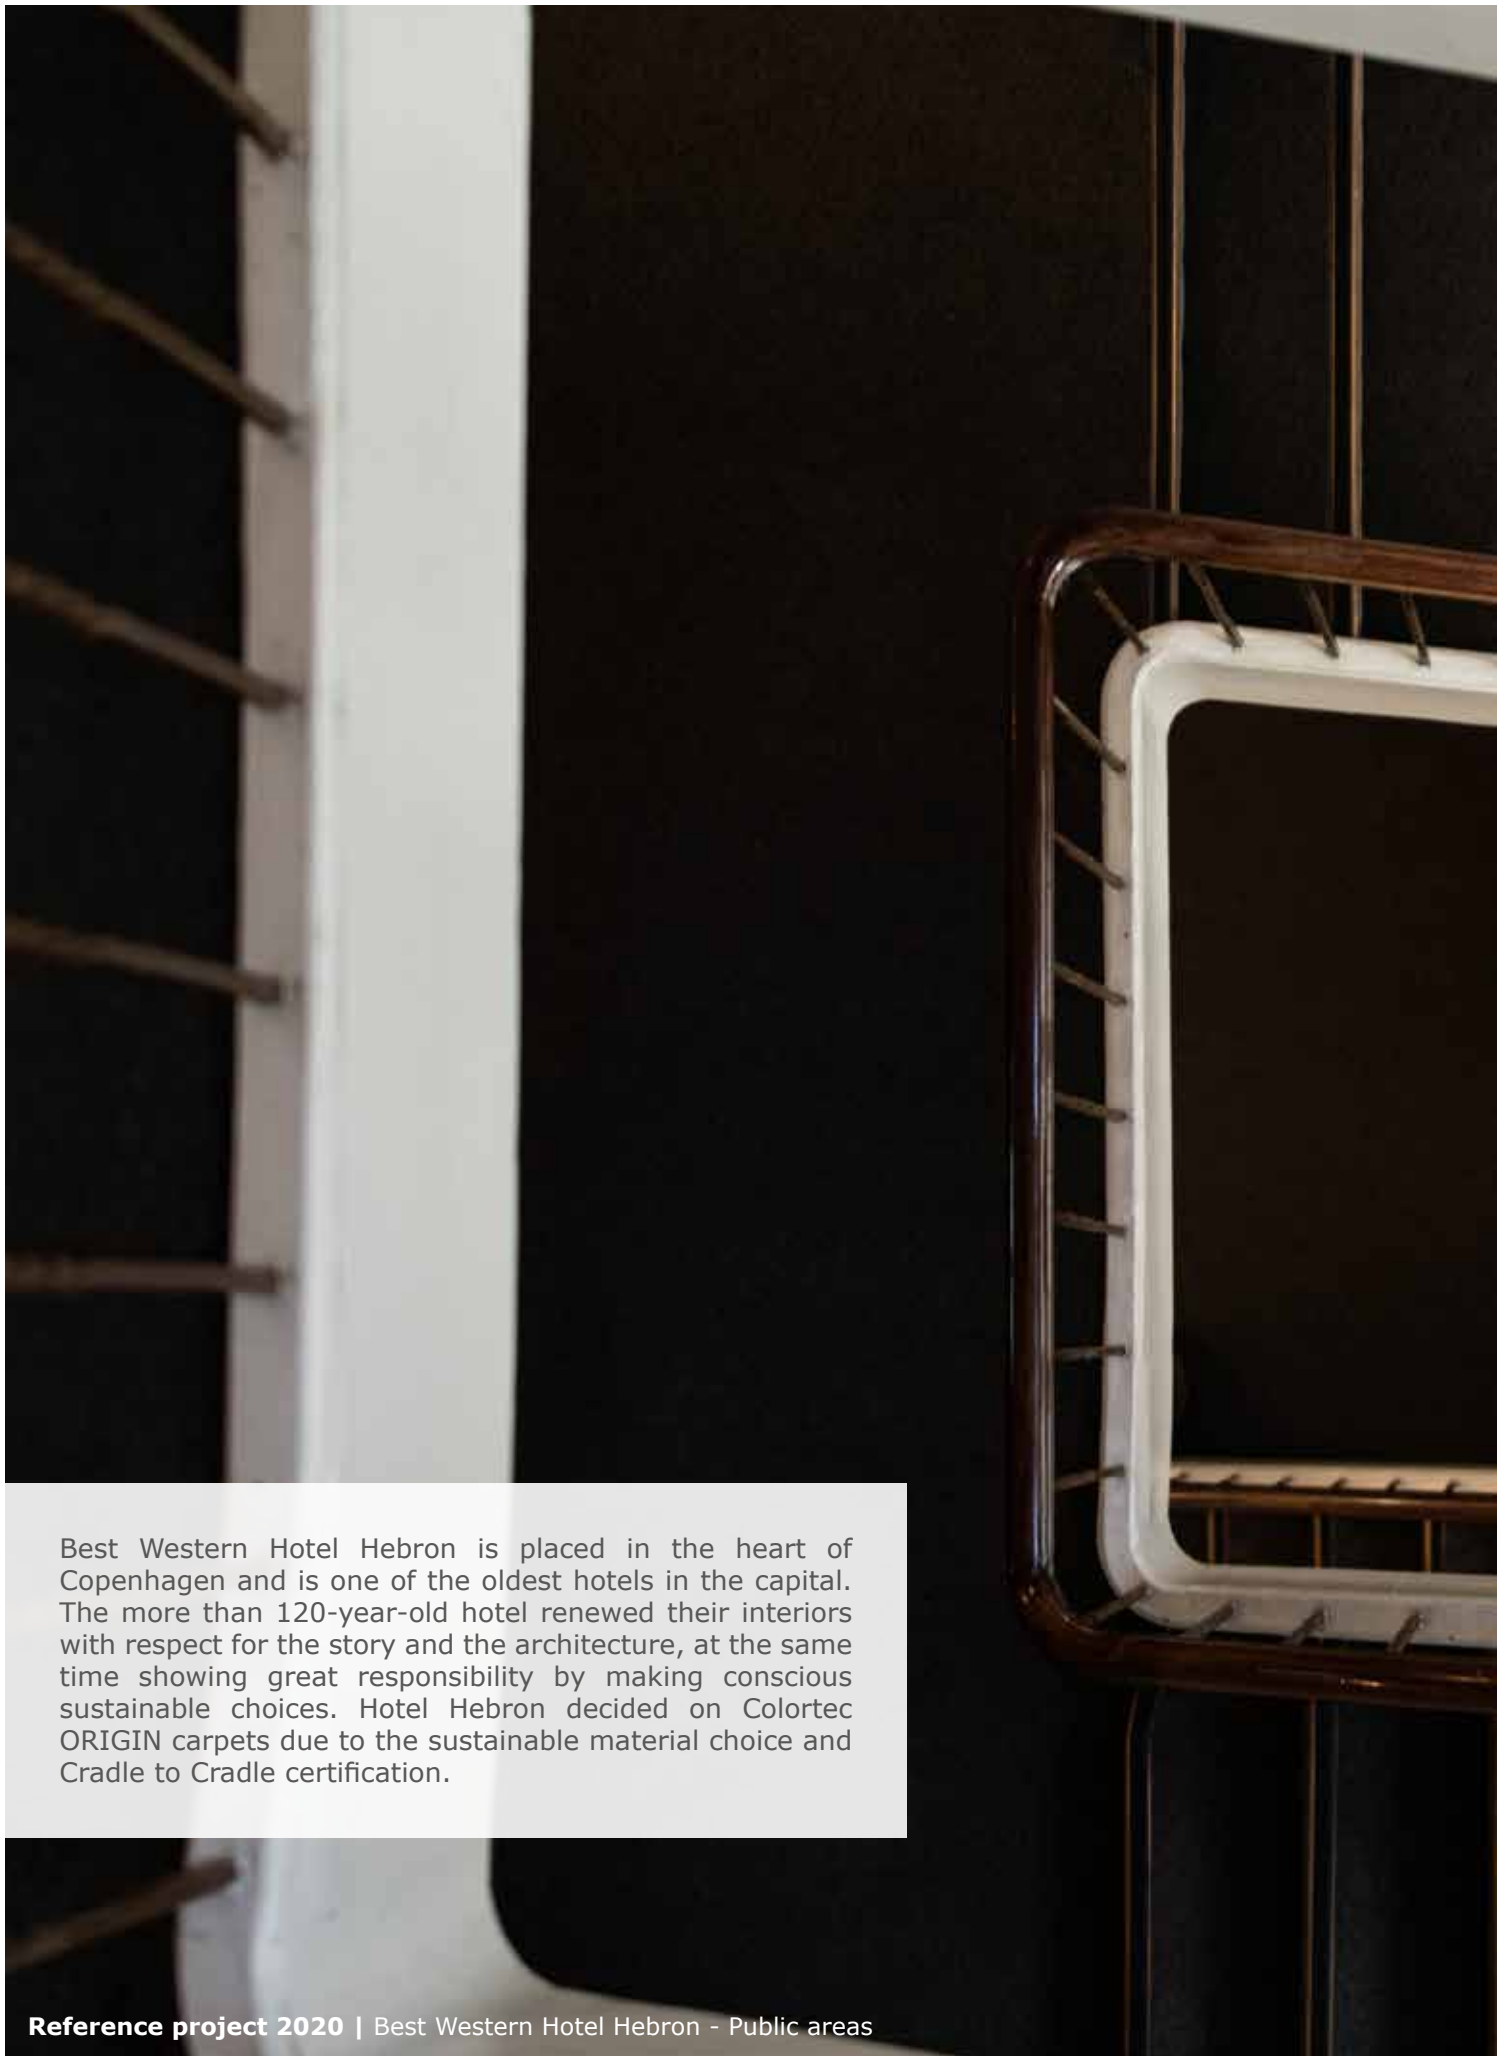 Best Western Hotel Hebron is placed in the heart of
Copenhagen and is one of the oldest hotels in the capital.
The more than 120-year-old hotel renewed their interiors
with respect for the story and the architecture, at the same
time showing great responsibility by making conscious
sustainable choices. Hotel Hebron decided on Colortec
ORIGIN carpets due to the sustainable material choice and
Cradle to Cradle certification.
Reference project 2020 | Best Western Hotel Hebron - Public areas